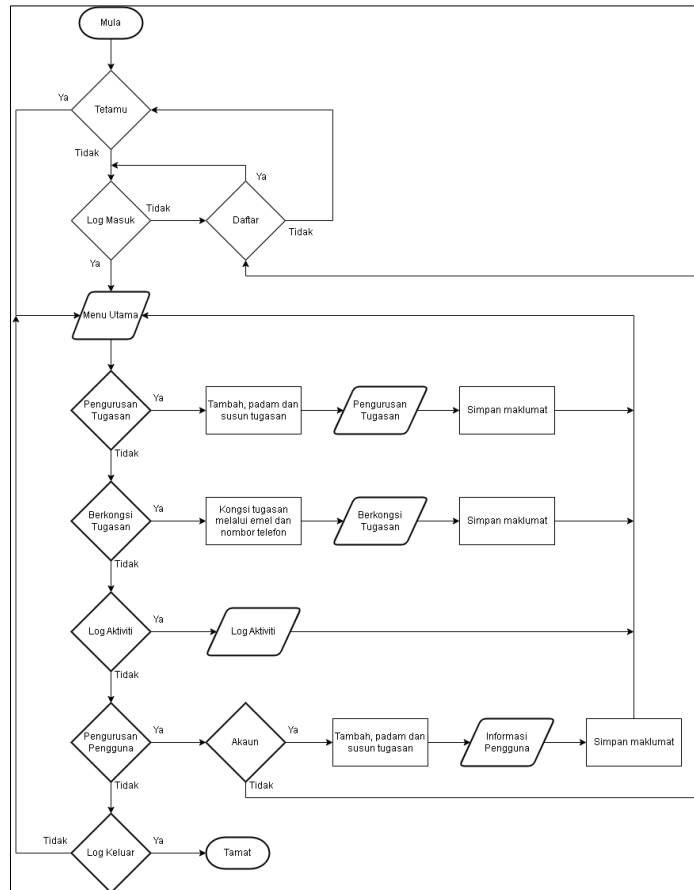 Mula
Ya
Tetamu
Tidak
Ya
Log Masuk
Tidak
Daftar
Tidak
Ya
Menu Utama
Pengurusan
Tugasan
Ya
Tambah, padam dan
susun tugasan
Pengurusan
Tugasan
Simpan maklumat
Tidak
Berkongsi
Tugasan
Ya
Kongsi tugasan
melalui emel dan
nombor telefon
Berkongsi
Tugasan
Simpan maklumat
Tidak
Log Aktiviti
Ya
Log Aktiviti
Tidak
Pengurusan
Pengguna
Ya
Akaun
Ya
Tambah, padam dan
susun tugasan
Informasi
Pengguna
Simpan maklumat
Tidak
Tidak
Tidak
Log Keluar
Ya
Tamat